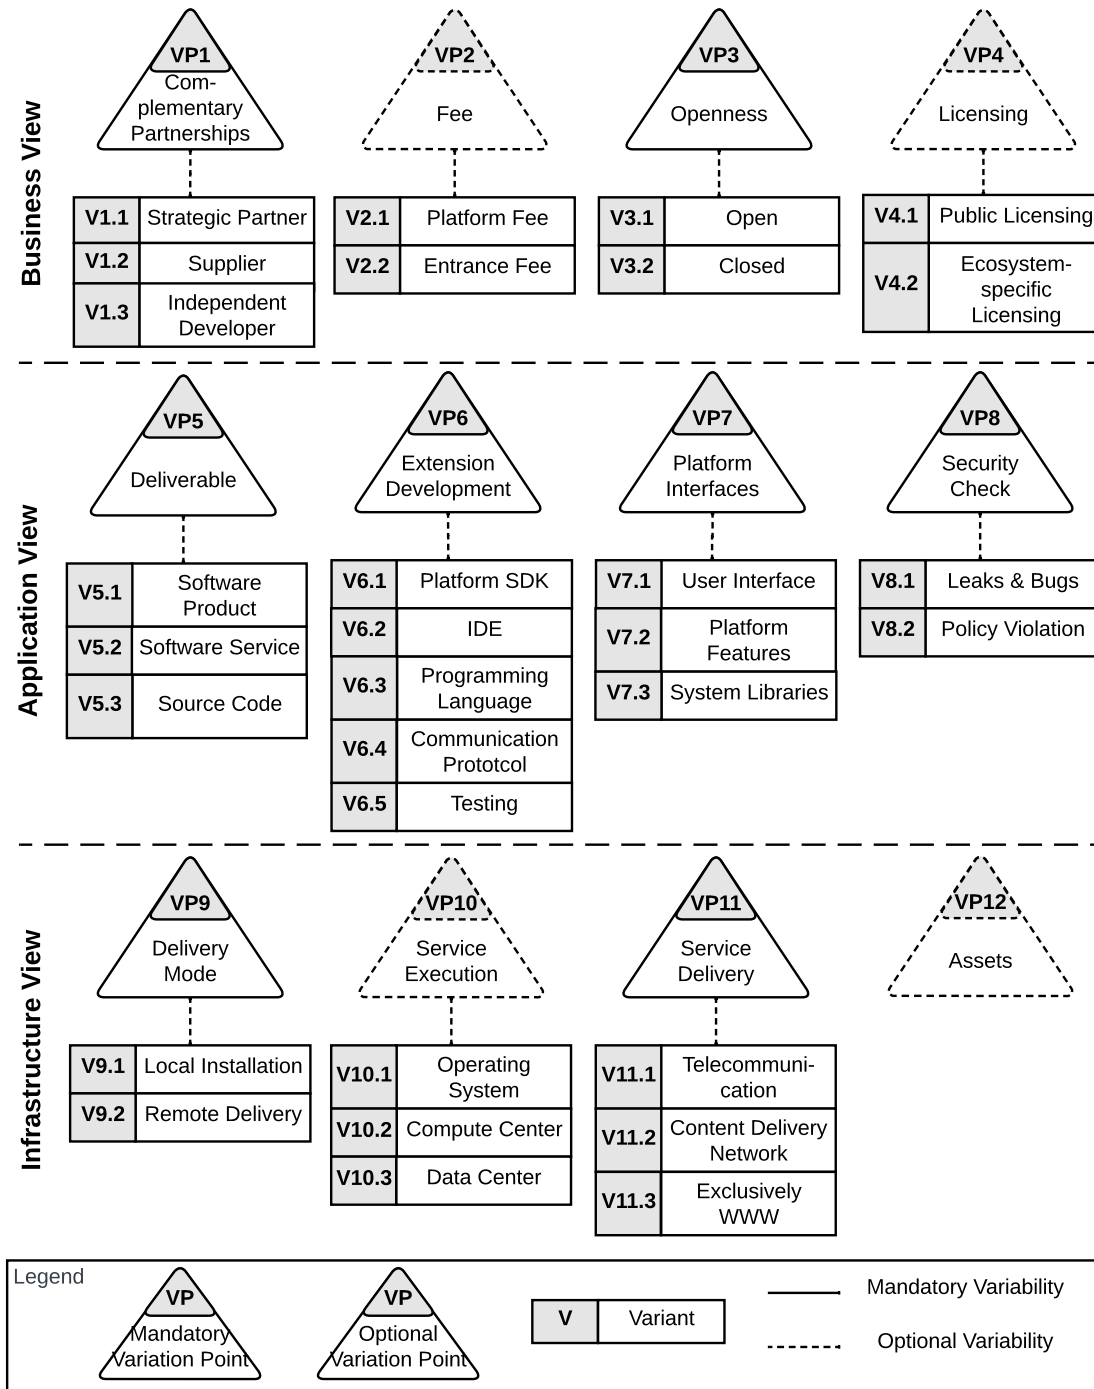 Business View
VP1
Com-
plementary
Partnerships
V1.1 Strategic Partner
V1.2 Supplier
V1.3 Independent
Developer
VP2
Fee
V2.1 Platform Fee
V2.2 Entrance Fee
VP3
Openness
V3.1 Open
V3.2 Closed
VP4
Licensing
V4.1 Public Licensing
V4.2 Ecosystem-
specific
Licensing
Application View
VP5
Deliverable
V5.1 Software
Product
V5.2 Software Service
V5.3 Source Code
VP6
Extension
Development
V6.1 Platform SDK
V6.2 IDE
V6.3 Programming
Language
V6.4 Communication
Prototcol
V6.5 Testing
VP7
Platform
Interfaces
V7.1 User Interface
V7.2 Platform
Features
V7.3 System Libraries
VP8
Security
Check
V8.1 Leaks & Bugs
V8.2 Policy Violation
Infrastructure View
VP9
Delivery
Mode
V9.1 Local Installation
V9.2 Remote Delivery
VP10
Service
Execution
V10.1 Operating
System
V10.2 Compute Center
V10.3 Data Center
VP11
Service
Delivery
V11.1 Telecommuni-
cation
V11.2 Content Delivery
Network
V11.3 Exclusively
WWW
VP12
Assets
Legend
VP
Mandatory
Variation Point
VP
Optional
Variation Point
V Variant
Mandatory Variability
Optional Variability